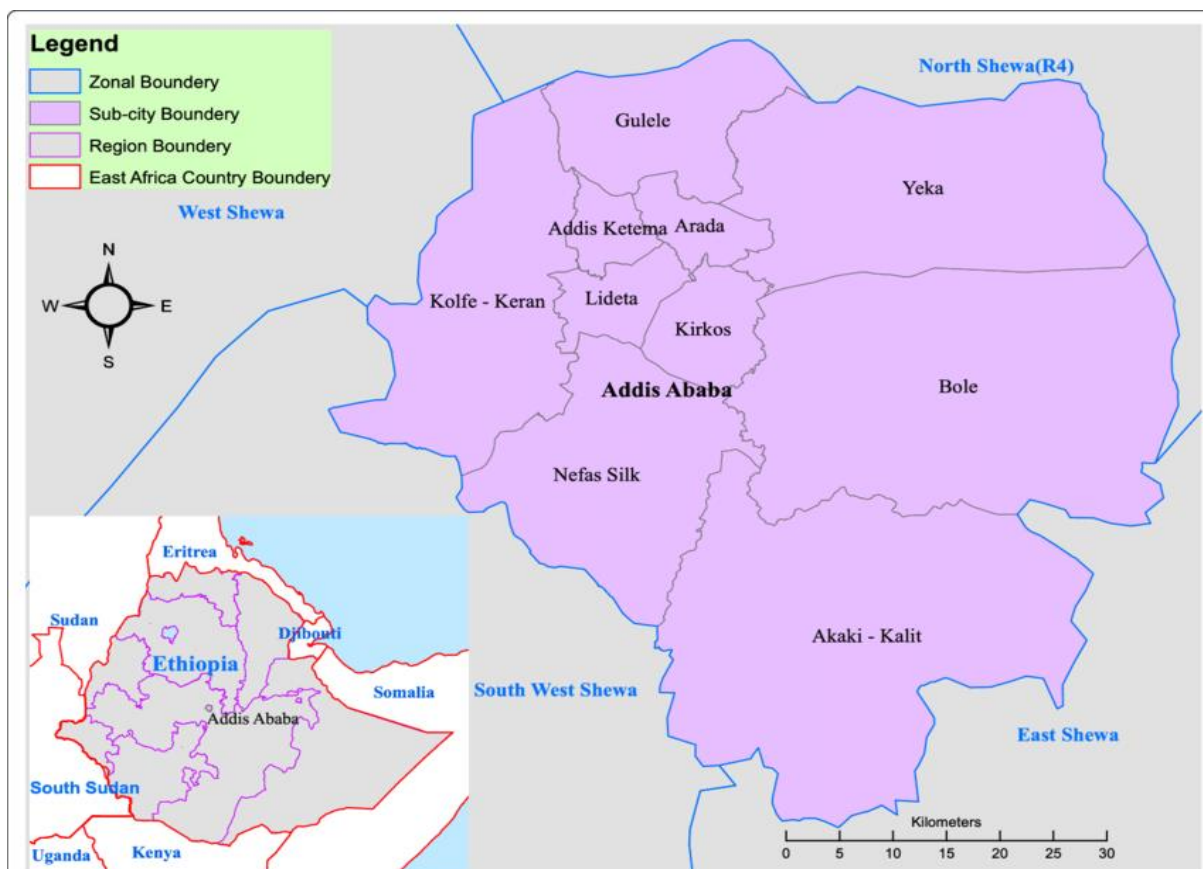 Legend
Zonal Boundery
Sub-city Boundery
Region Boundery
East Africa Country Boundery
North Shewa(R4)
West Shewa
N
W E
S
Gulele
Yeka
Addis Ketema
Arada
Kolfe - Keran
Lideta
Kirkos
Addis Ababa
Bole
Nefas Silk
Akaki - Kalit
South West Shewa
East Shewa
Eritrea
Sudan
Djibouti
Ethiopia
Somalia
Addis Ababa
South Sudan
Uganda
Kenya
Kilometers
0 5 10 15 20 25 30